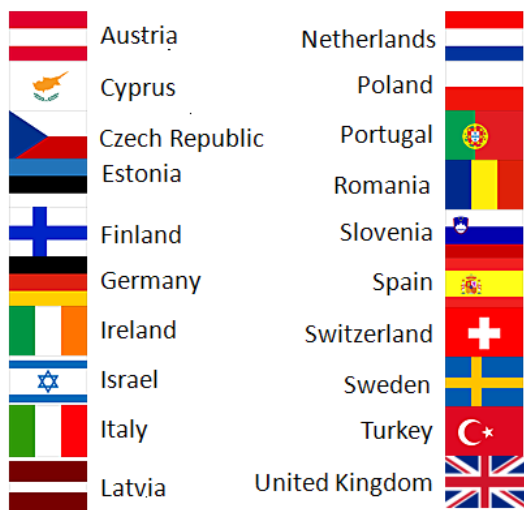 Austria
Cyprus
Czech Republic
Estonia
Finland
Germany
Ireland
Israel
Italy
Latvia
Netherlands
Poland
Portugal
Romania
Slovenia
Spain
Switzerland
Sweden
Turkey
United Kingdom